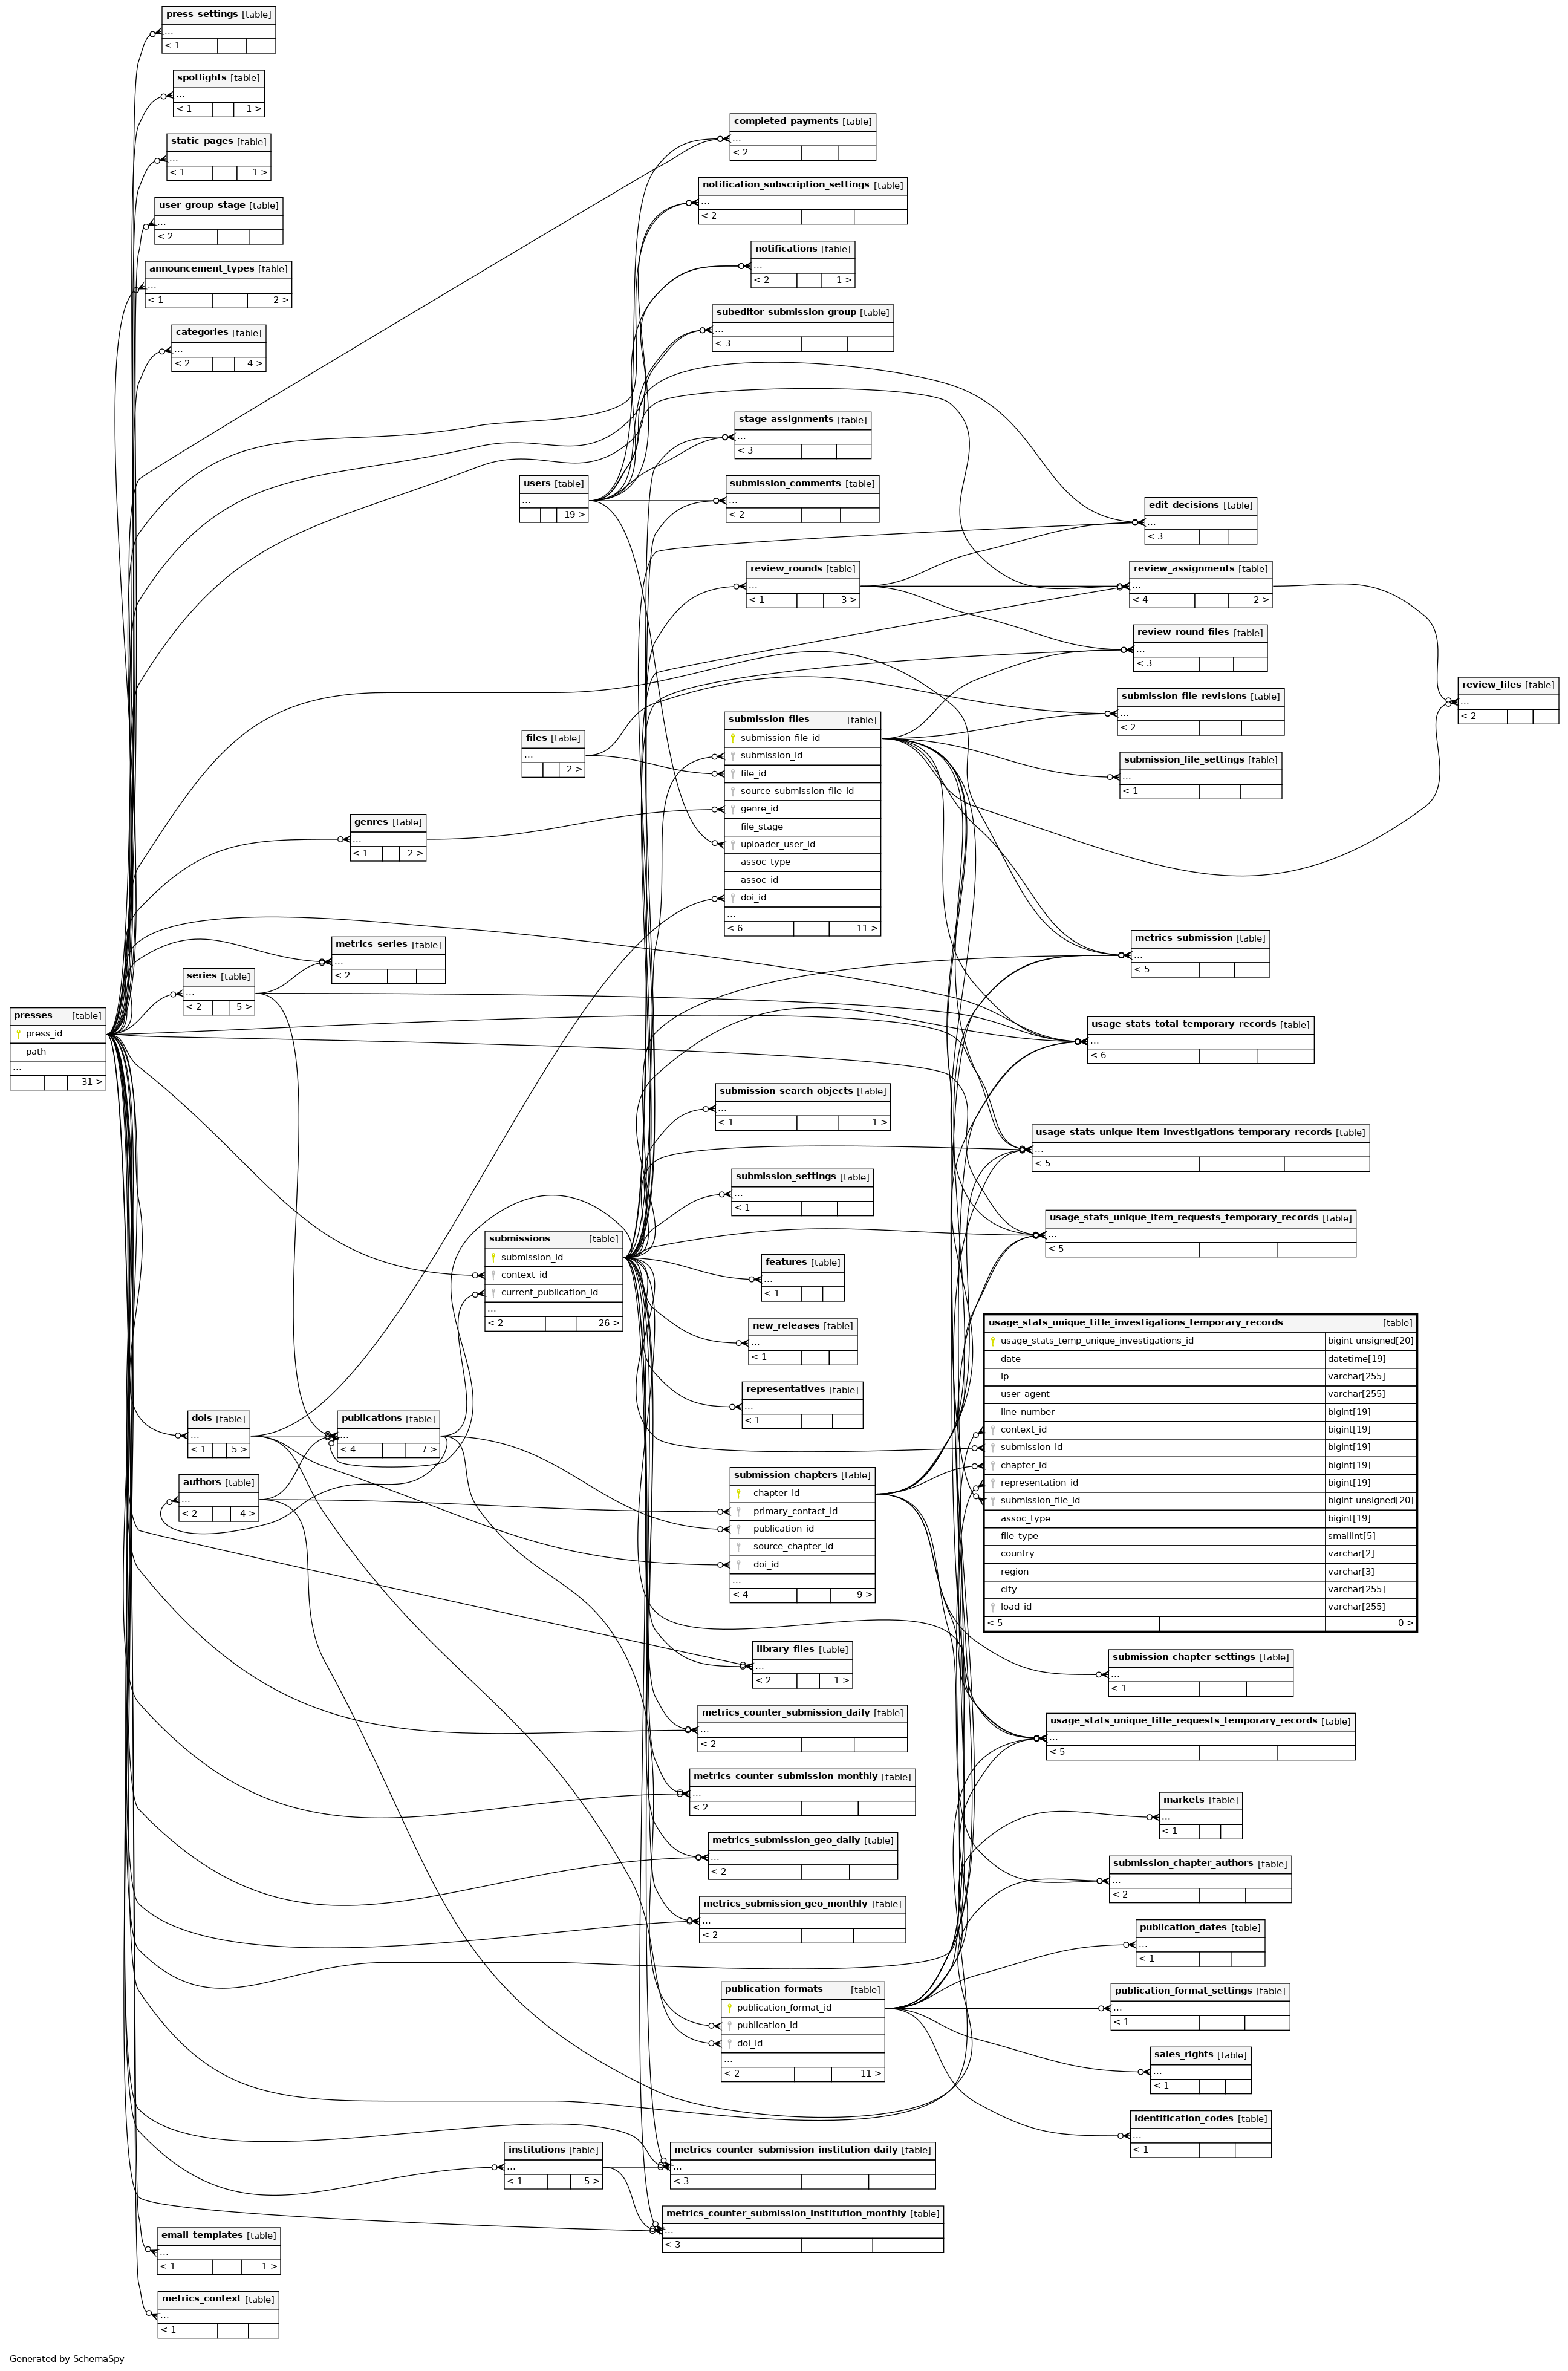 press_settings [table]
...
< 1
spotlights [table]
...
< 1 1 >
static_pages [table]
...
< 1 1 >
user_group_stage [table]
...
< 2
announcement_types [table]
...
< 1 2 >
categories [table]
...
< 2 4 >
completed_payments [table]
...
< 2
notification_subscription_settings [table]
...
< 2
notifications [table]
...
< 2 1 >
subeditor_submission_group [table]
...
< 3
stage_assignments [table]
...
< 3
users [table]
...
19 >
submission_comments [table]
...
< 2
edit_decisions [table]
...
< 3
review_rounds [table]
...
< 1 3 >
review_assignments [table]
...
< 4 2 >
review_round_files [table]
...
< 3
review_files [table]
...
< 2
submission_file_revisions [table]
...
< 2
submission_files [table]
submission_file_id
submission_id
file_id
source_submission_file_id
genre_id
file_stage
uploader_user_id
assoc_type
assoc_id
doi_id
...
< 6 11 >
files [table]
...
2 >
submission_file_settings [table]
...
< 1
genres [table]
...
< 1 2 >
metrics_series [table]
...
< 2
series [table]
...
< 2 5 >
metrics_submission [table]
...
< 5
presses [table]
press_id
path
...
31 >
usage_stats_total_temporary_records [table]
...
< 6
submission_search_objects [table]
...
< 1 1 >
usage_stats_unique_item_investigations_temporary_records [table]
...
< 5
submission_settings [table]
...
< 1
usage_stats_unique_item_requests_temporary_records [table]
...
< 5
submissions [table]
submission_id
context_id
current_publication_id
...
< 2 26 >
features [table]
...
< 1
new_releases [table]
...
< 1
representatives [table]
...
< 1
usage_stats_unique_title_investigations_temporary_records [table]
usage_stats_temp_unique_investigations_id bigint unsigned[20]
date datetime[19]
ip varchar[255]
user_agent varchar[255]
line_number bigint[19]
context_id bigint[19]
submission_id bigint[19]
chapter_id bigint[19]
representation_id bigint[19]
submission_file_id bigint unsigned[20]
assoc_type bigint[19]
file_type smallint[5]
country varchar[2]
region varchar[3]
city varchar[255]
load_id varchar[255]
< 5 0 >
dois [table]
...
< 1 5 >
publications [table]
...
< 4 7 >
authors [table]
...
< 2 4 >
submission_chapters [table]
chapter_id
primary_contact_id
publication_id
source_chapter_id
doi_id
...
< 4 9 >
library_files [table]
...
< 2 1 >
submission_chapter_settings [table]
...
< 1
metrics_counter_submission_daily [table]
...
< 2
usage_stats_unique_title_requests_temporary_records [table]
...
< 5
metrics_counter_submission_monthly [table]
...
< 2
markets [table]
...
< 1
metrics_submission_geo_daily [table]
...
< 2
submission_chapter_authors [table]
...
< 2
metrics_submission_geo_monthly [table]
...
< 2
publication_dates [table]
...
< 1
publication_formats [table]
publication_format_id
publication_id
doi_id
...
< 2 11 >
publication_format_settings [table]
...
< 1
sales_rights [table]
...
< 1
identification_codes [table]
...
< 1
institutions [table]
...
< 1 5 >
metrics_counter_submission_institution_daily [table]
...
< 3
metrics_counter_submission_institution_monthly [table]
...
< 3
email_templates [table]
...
< 1 1 >
metrics_context [table]
...
< 1
Generated by SchemaSpy